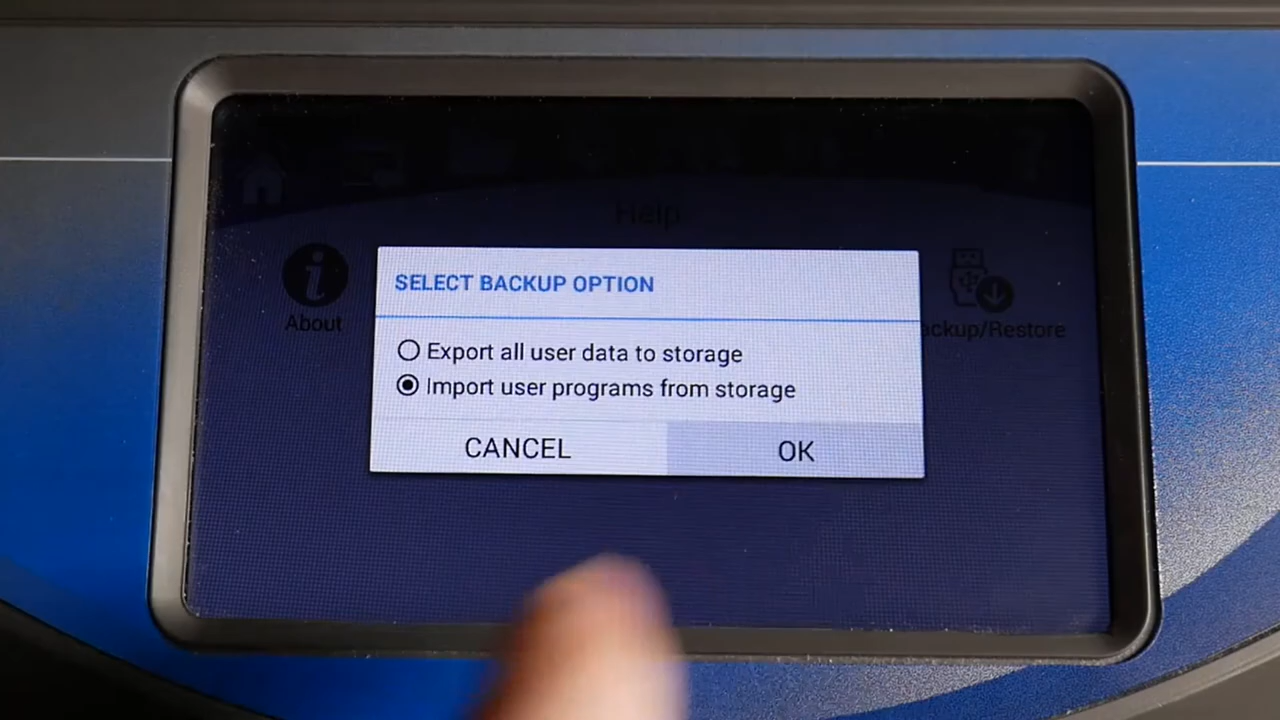 Help
SELECT BACKUP OPTION
About
ackup/Restore
Export all user data to storage
Import user programs from storage
CANCEL
OK